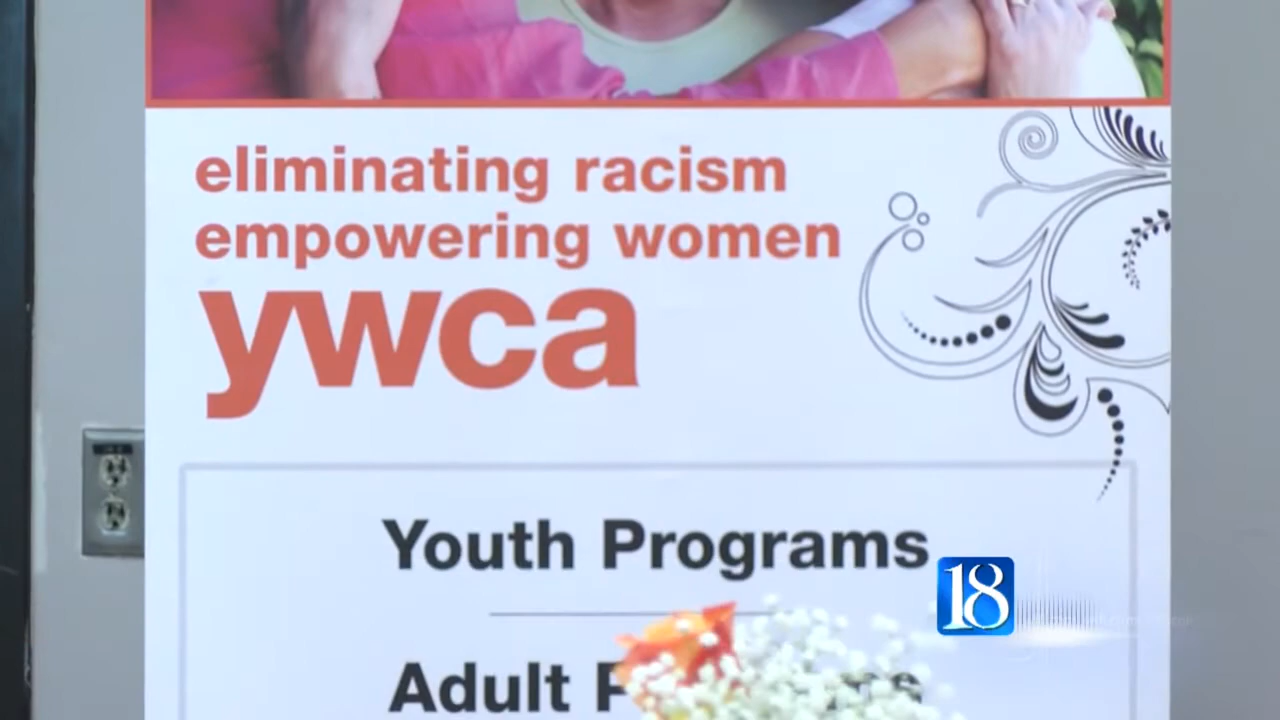 eliminating racism
empowering women
ywca
Youth Programs
18
Adult